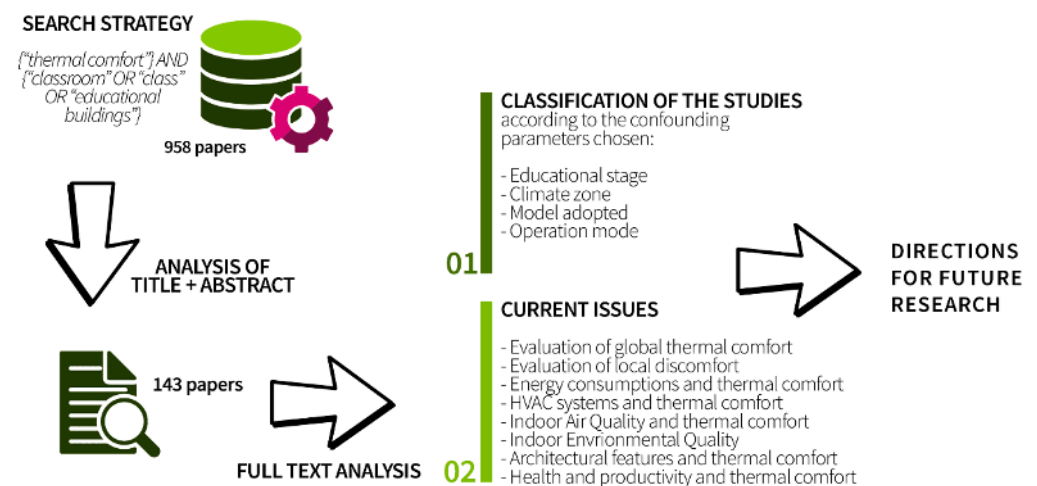 SEARCH STRATEGY
{"thermal comfort"} AND
{"classroom" OR "class"
OR "educational
buildings"}
958 papers
ANALYSIS OF
TITLE + ABSTRACT
143 papers
FULL TEXT ANALYSIS
01
CLASSIFICATION OF THE STUDIES
according to the confounding
parameters chosen:
- Educational stage
- Climate zone
- Model adopted
- Operation mode
02
CURRENT ISSUES
- Evaluation of global thermal comfort
- Evaluation of local discomfort
- Energy consumptions and thermal comfort
- HVAC systems and thermal comfort
- Indoor Air Quality and thermal comfort
- Indoor Envrionmental Quality
- Architectural features and thermal comfort
- Health and productivity and thermal comfort
DIRECTIONS
FOR FUTURE
RESEARCH